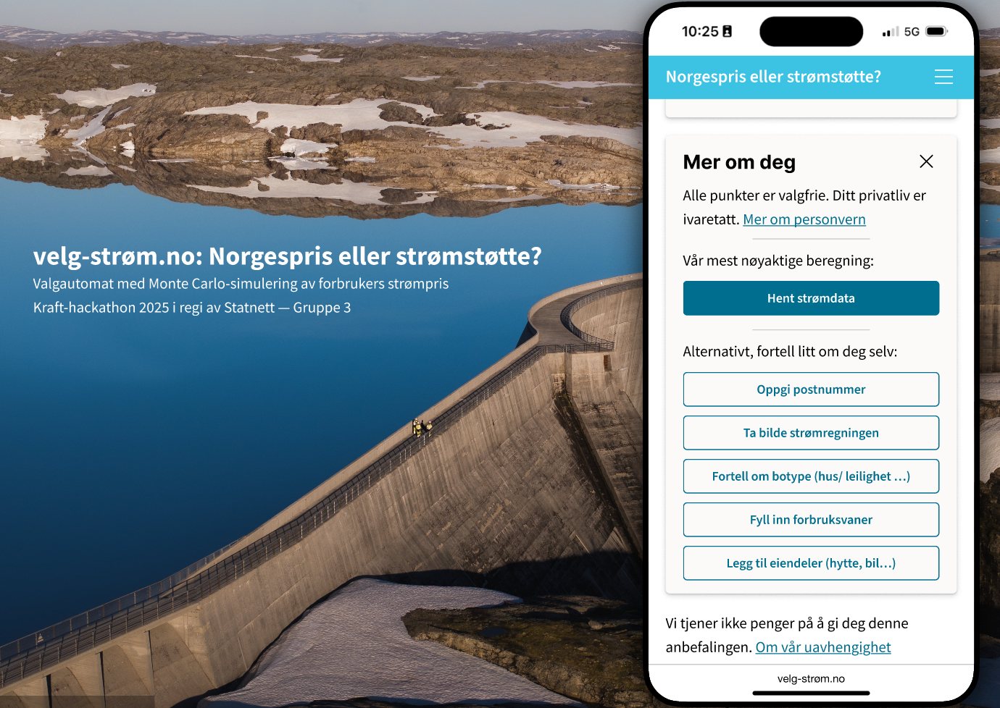 velg-strøm.no: Norgespris eller strømstøtte?
Valgautomat med Monte Carlo-simulering av forbrukers strømpris
Kraft-hackathon 2025 i regi av Statnett — Gruppe 3
10:25
5G
Norgespris eller strømstøtte?
Mer om deg
Alle punkter er valgfrie. Ditt privatliv er
ivaretatt. Mer om personvern
Vår mest nøyaktige beregning:
Hent strømdata
Alternativt, fortell litt om deg selv:
Oppgi postnummer
Ta bilde strømregningen
Fortell om botype (hus/ leilighet ...)
Fyll inn forbruksvaner
Legg til eiendeler (hytte, bil...)
Vi tjener ikke penger på å gi deg denne
anbefalingen. Om vår uavhengighet
velg-strøm.no